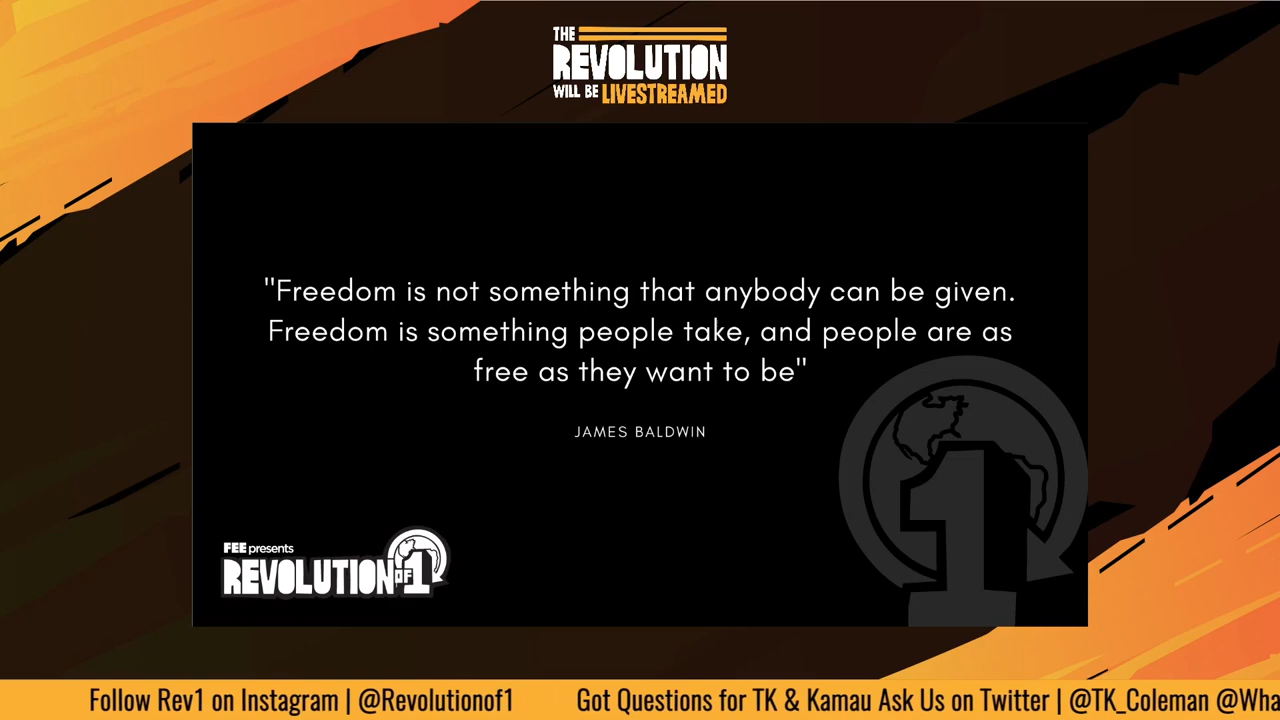 THE
REVOLUTION
WILL BE LIVESTREAMED
"Freedom is not something that anybody can be given.
Freedom is something people take, and people are as
free as they want to be"
JAMES BALDWIN
FEE presents
REVOLUTION OF 1
1
Follow Rev1 on Instagram | @Revolutionof1 Got Questions for TK & Kamau Ask Us on Twitter | @TK_Coleman @Wha